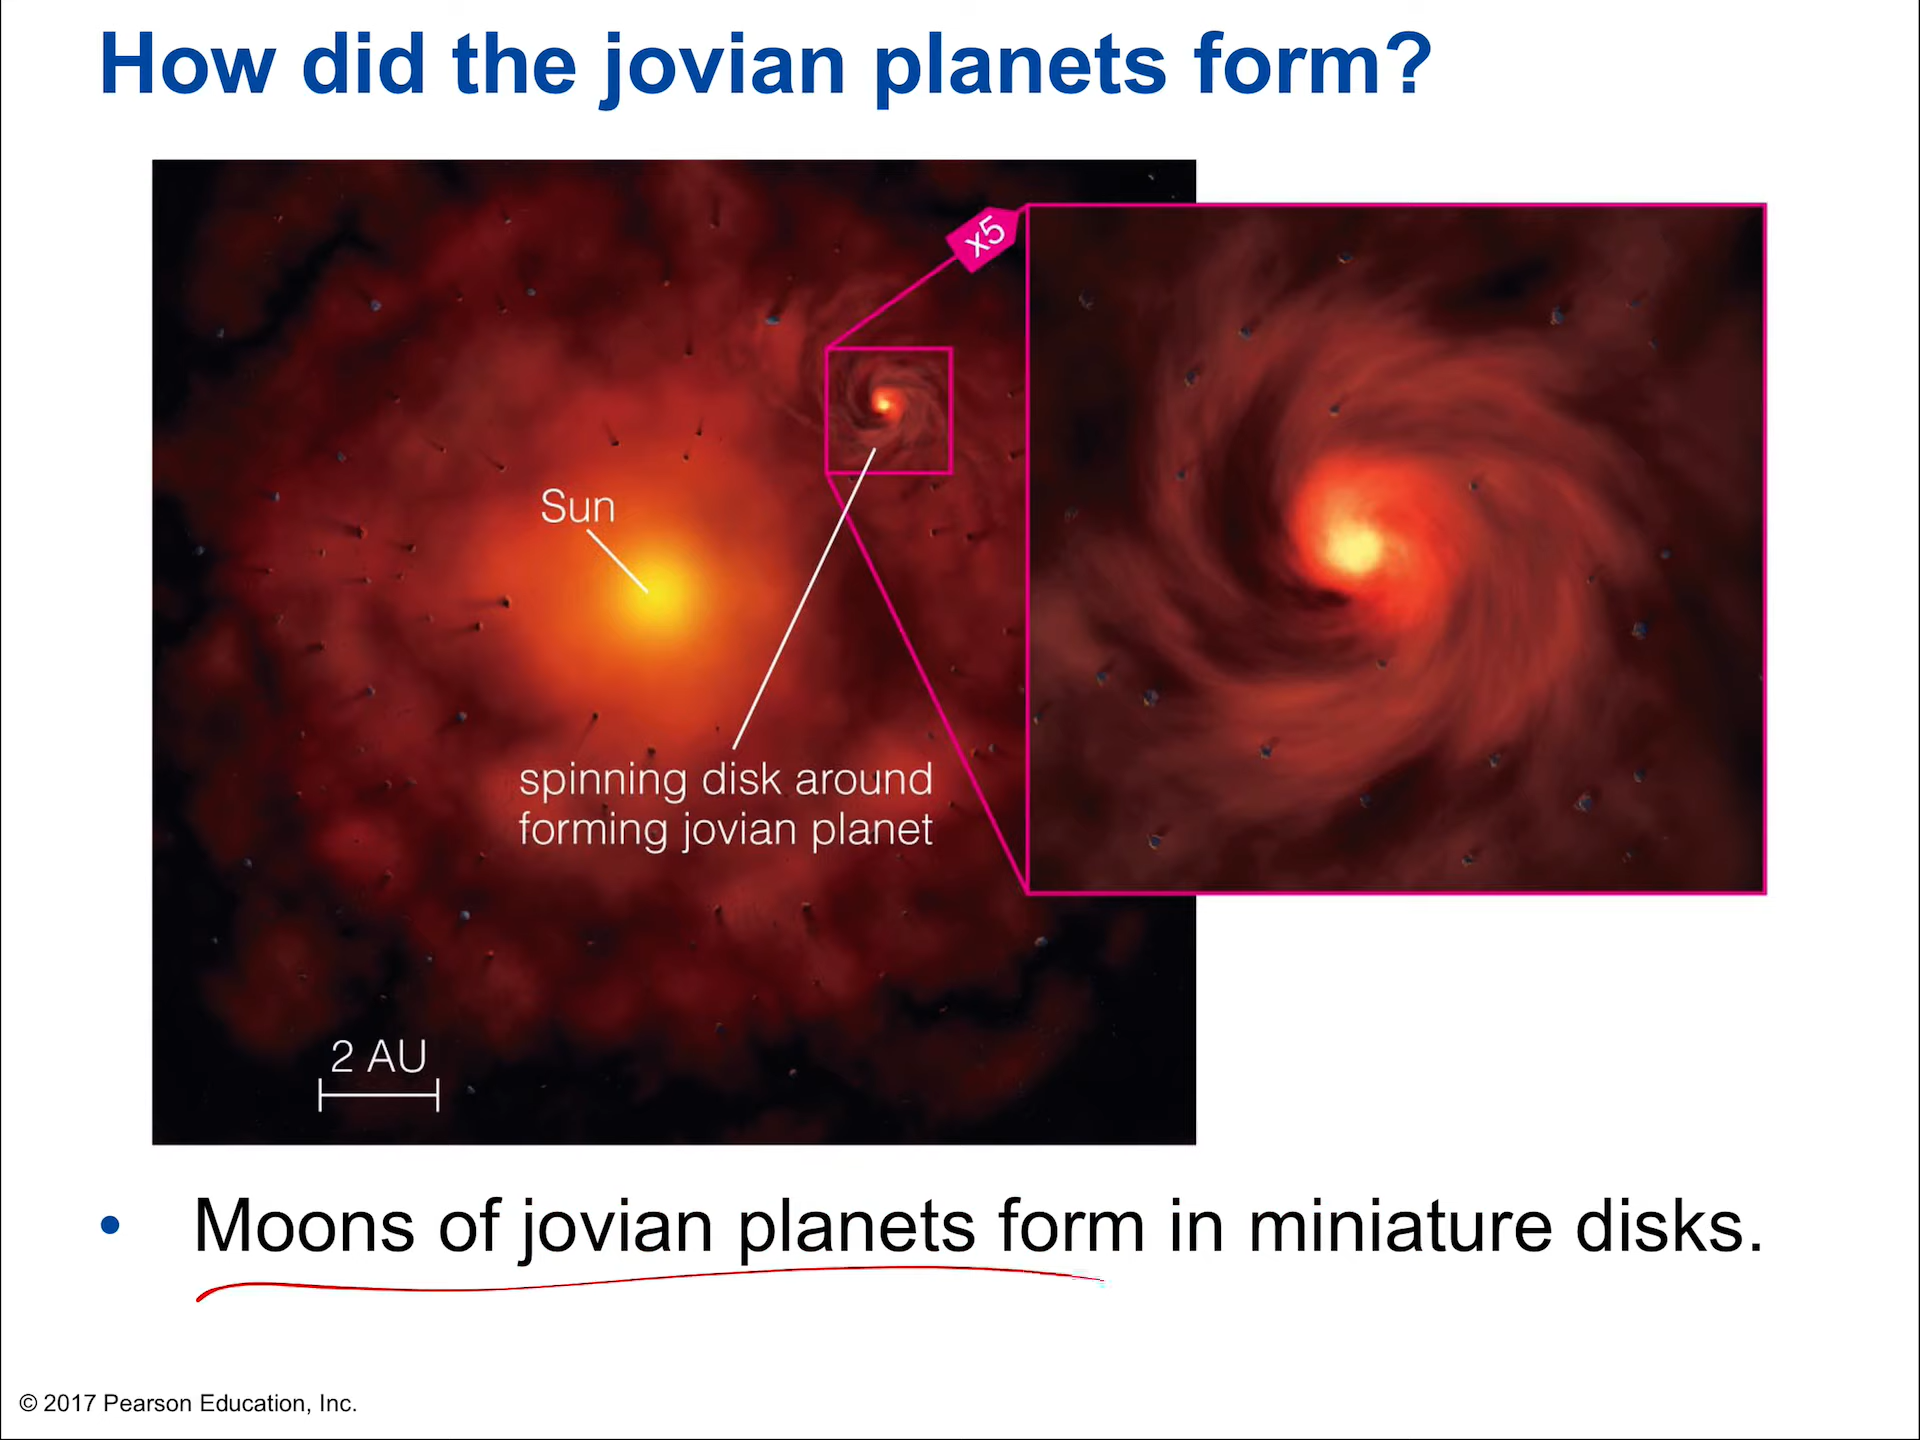 How did the jovian planets form?
x5
Sun
spinning disk around
forming jovian planet
2 AU
• Moons of jovian planets form in miniature disks.
© 2017 Pearson Education, Inc.